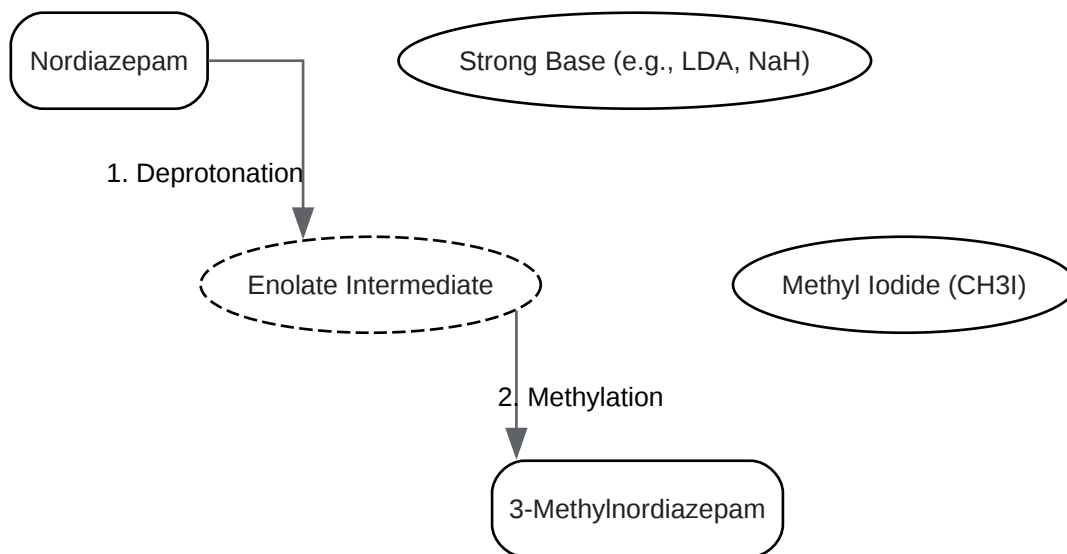 Nordiazepam
Strong Base (e.g., LDA, NaH)
1. Deprotonation
Enolate Intermediate
Methyl Iodide (CH3I)
2. Methylation
3-Methylnordiazepam